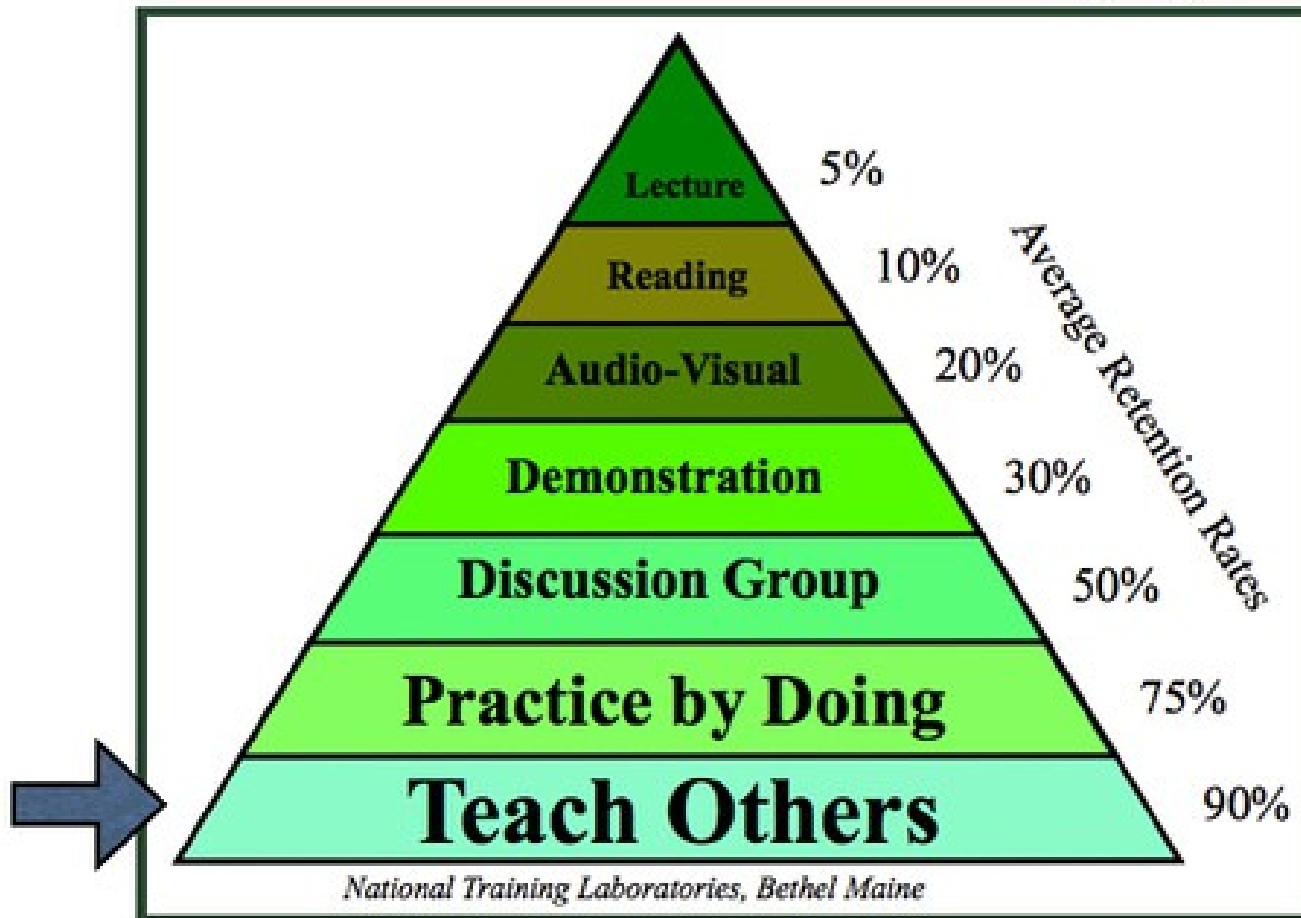 Lecture
5%
Reading
10%
Audio-Visual
20%
Demonstration
30%
Discussion Group
50%
Practice by Doing
75%
Teach Others
90%
Average Retention Rates
National Training Laboratories, Bethel Maine